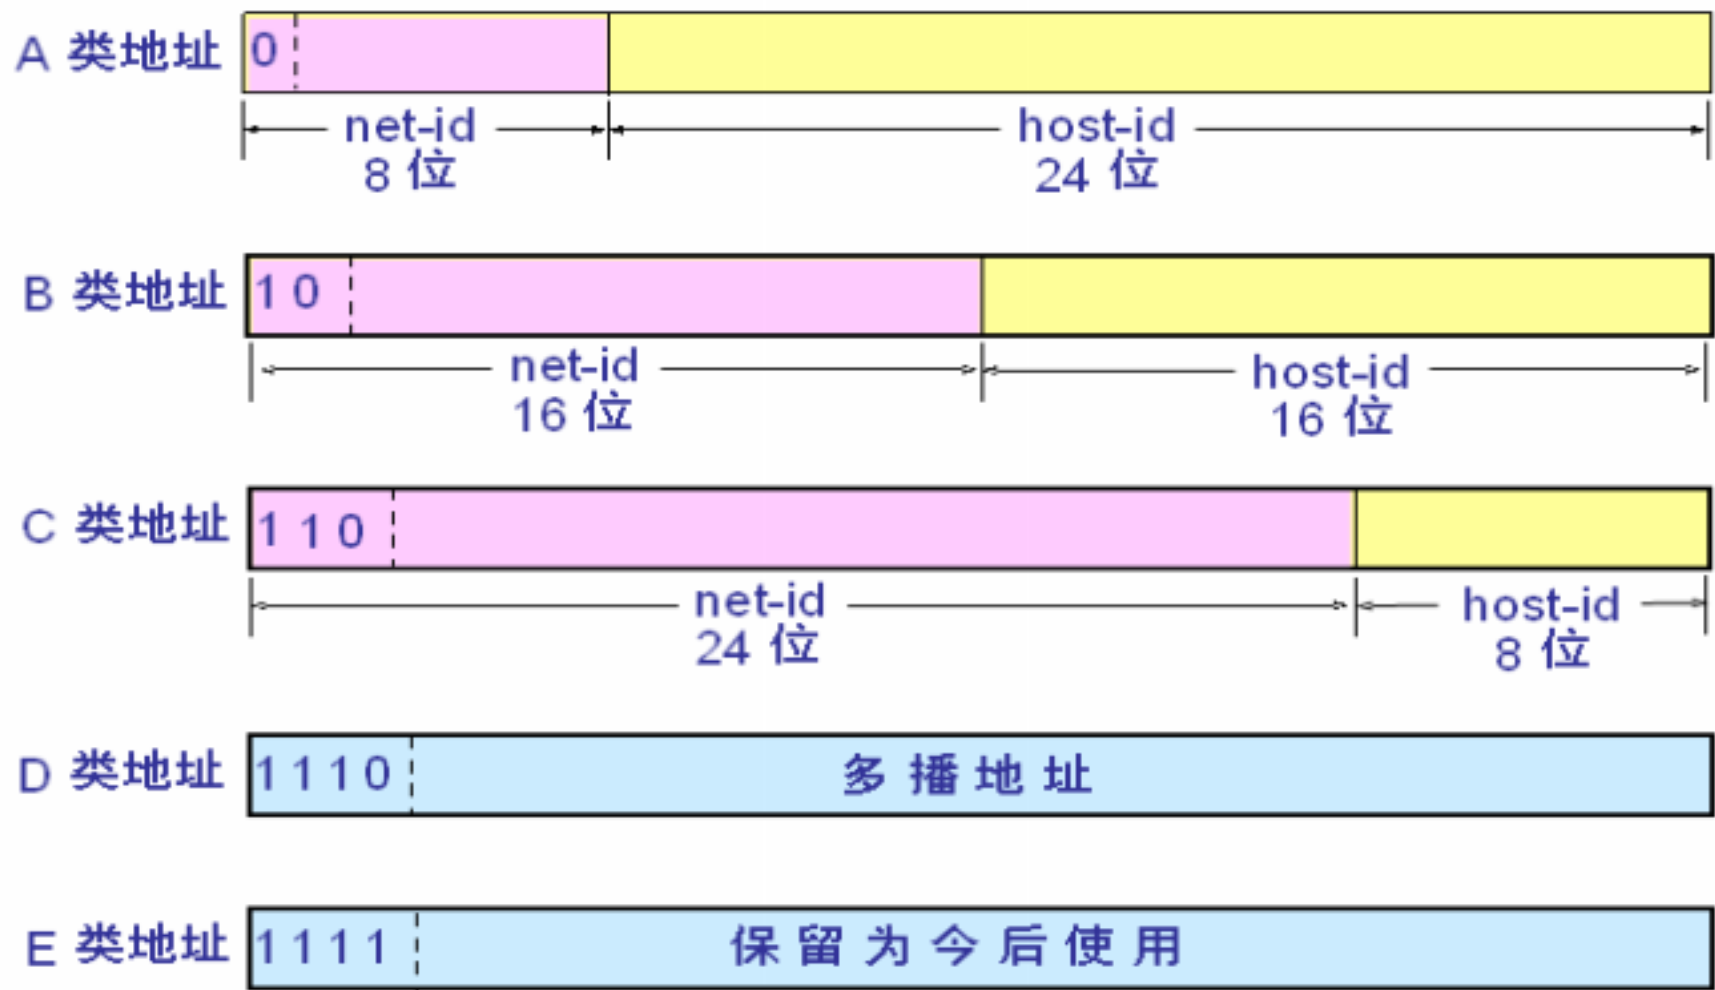 A 类地址 0
net-id host-id
8 位 24 位
B 类地址 1 0
net-id host-id
16 位 16 位
C 类地址 1 1 0
net-id host-id
24 位 8 位
D 类地址 1 1 1 0 多播地址
E 类地址 1 1 1 1 保留为今后使用